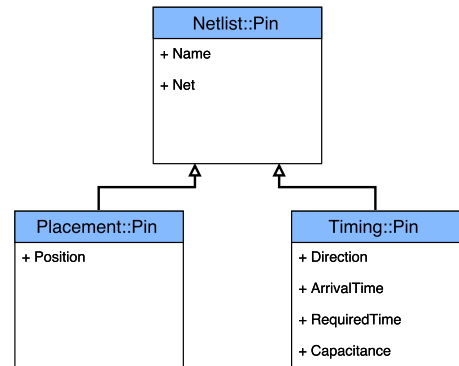 Netlist::Pin
+ Name
+ Net
Placement::Pin
+ Position
Timing::Pin
+ Direction
+ ArrivalTime
+ RequiredTime
+ Capacitance